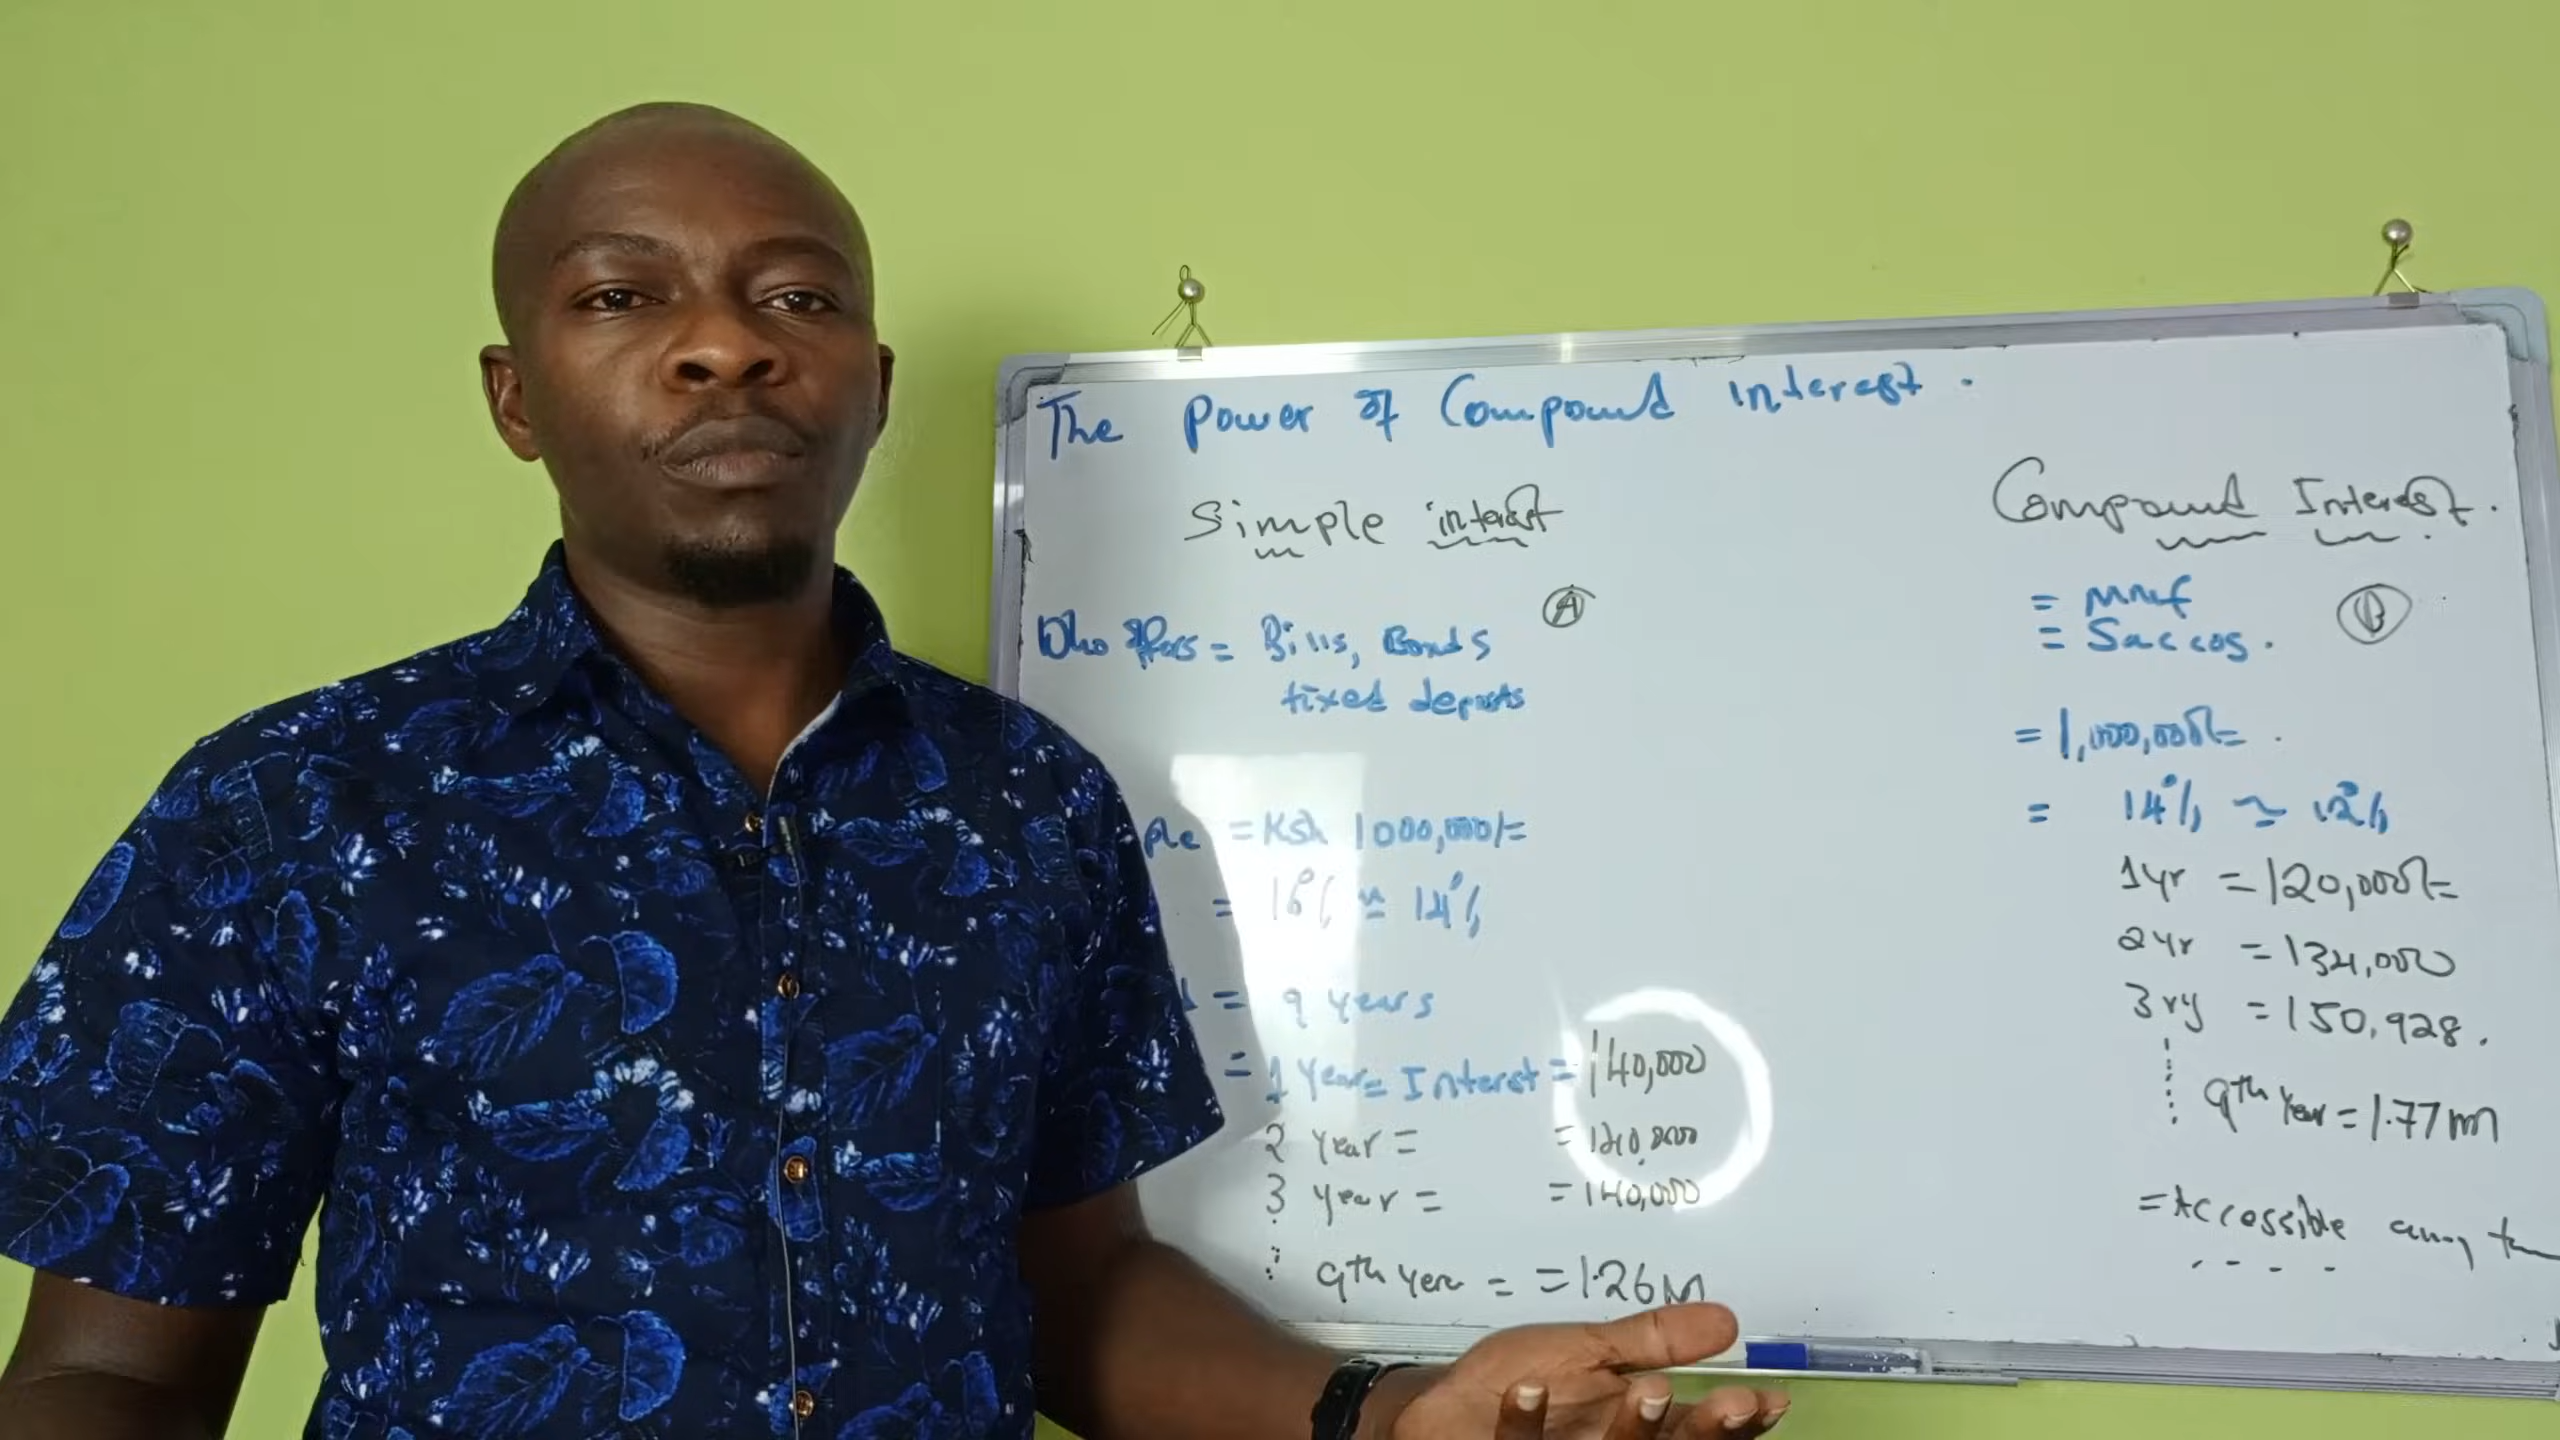 The Power of Compound interest.
Simple interest
A
Who offers = Bills, Bonds
fixed deposits
ple = Ksh 1000,000/=
= 16% ≈ 14%
= 9 years
= 1 Year = Interst = 140,000
2 year = = 140,000
3 year = = 140,000
9th Year = = 1.26M
Compound Interest.
= MMf
B
= Saccos.
= 1,000,000/= .
= 14% ≈ 12%
1yr = 120,000/=
2yr = 134,000
3ry = 150,928.
9th Year = 1.77M
= Accessible any